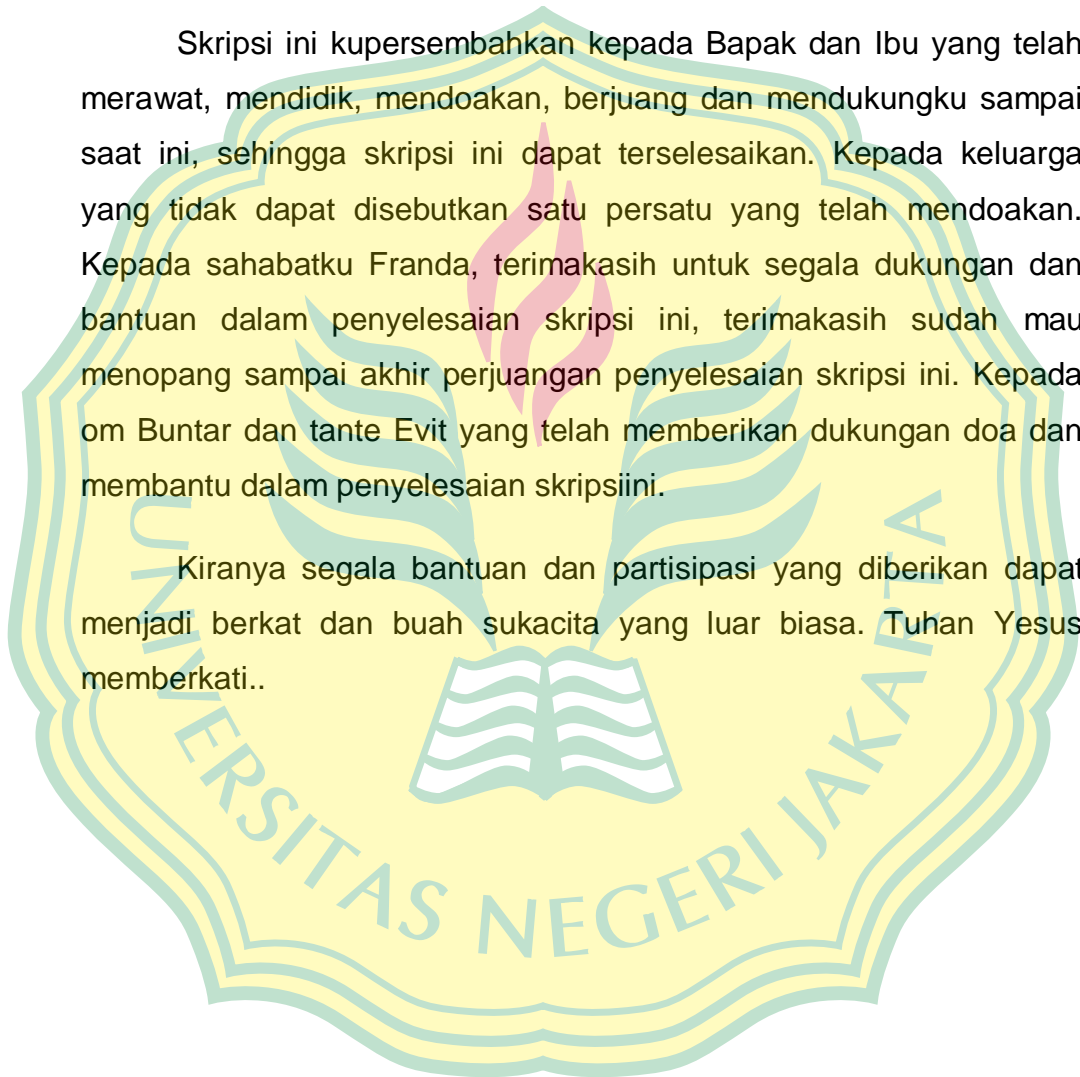 Skripsi ini kupersembahkan kepada Bapak dan Ibu yang telah
merawat, mendidik, mendoakan, berjuang dan mendukungku sampai
saat ini, sehingga skripsi ini dapat terselesaikan. Kepada keluarga
yang tidak dapat disebutkan satu persatu yang telah mendoakan.
Kepada sahabatku Franda, terimakasih untuk segala dukungan dan
bantuan dalam penyelesaian skripsi ini, terimakasih sudah mau
menopang sampai akhir perjuangan penyelesaian skripsi ini. Kepada
om Buntar dan tante Evit yang telah memberikan dukungan doa dan
membantu dalam penyelesaian skripsiini.
Kiranya segala bantuan dan partisipasi yang diberikan dapat
menjadi berkat dan buah sukacita yang luar biasa. Tuhan Yesus
memberkati..
UNIVERSITAS NEGERI JAKARTA